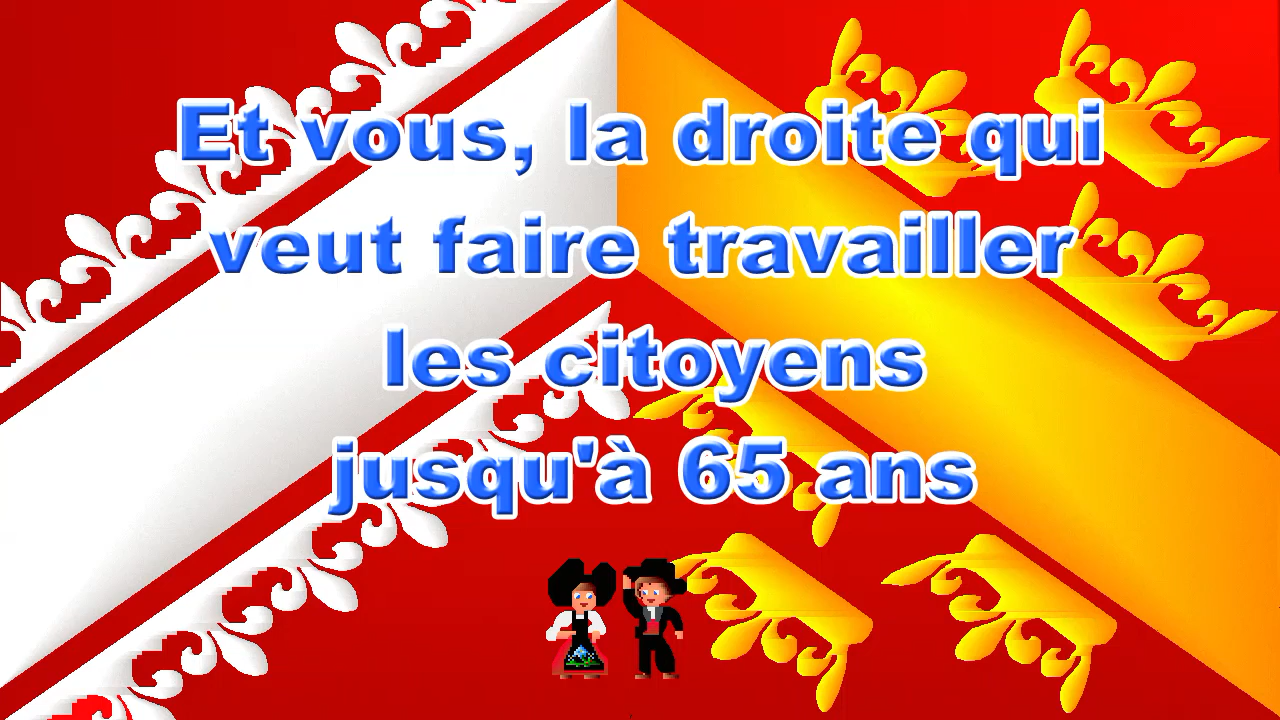 Et vous, la droite qui
veut faire travailler
les citoyens
jusqu'à 65 ans